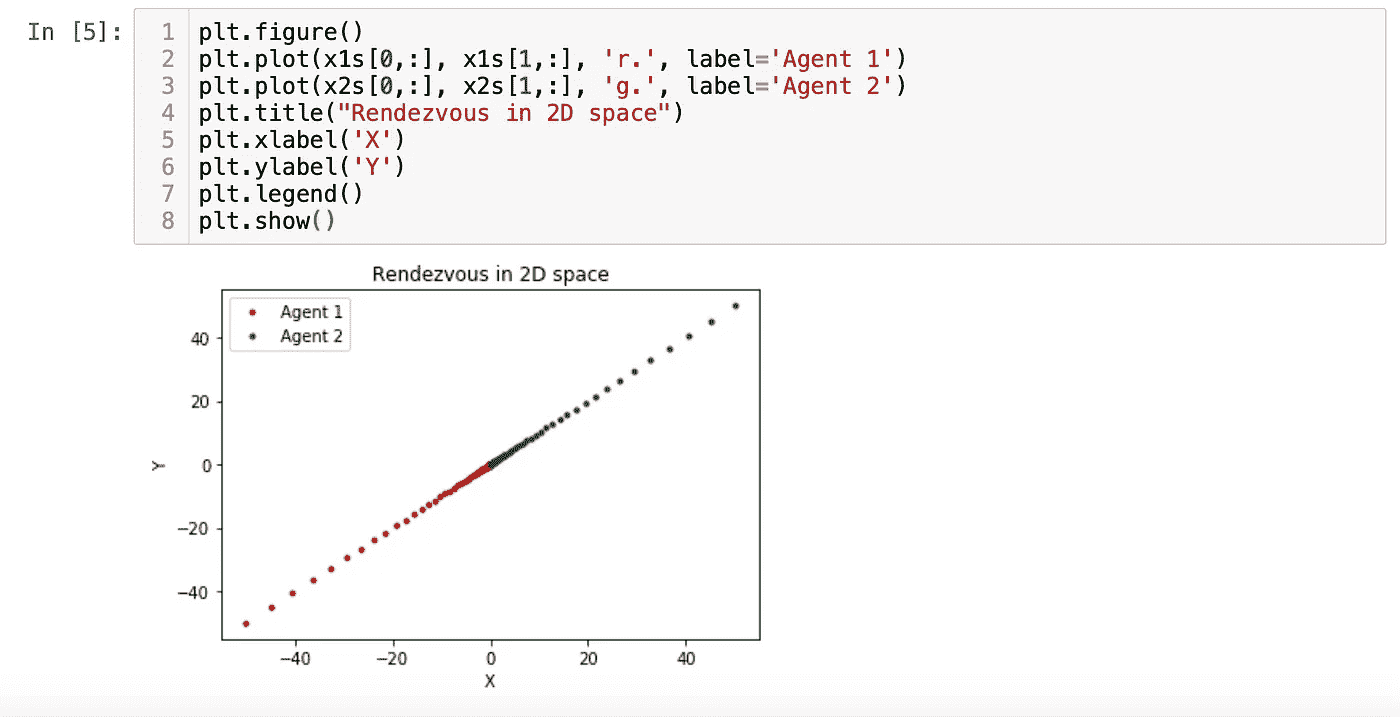 In [5]:
1 plt.figure()
2 plt.plot(x1s[0,:], x1s[1,:], 'r.', label='Agent 1')
3 plt.plot(x2s[0,:], x2s[1,:], 'g.', label='Agent 2')
4 plt.title("Rendezvous in 2D space")
5 plt.xlabel('X')
6 plt.ylabel('Y')
7 plt.legend()
8 plt.show()
Rendezvous in 2D space
Agent 1
Agent 2
40
20
0
−20
−40
Y
−40 −20 0 20 40
X